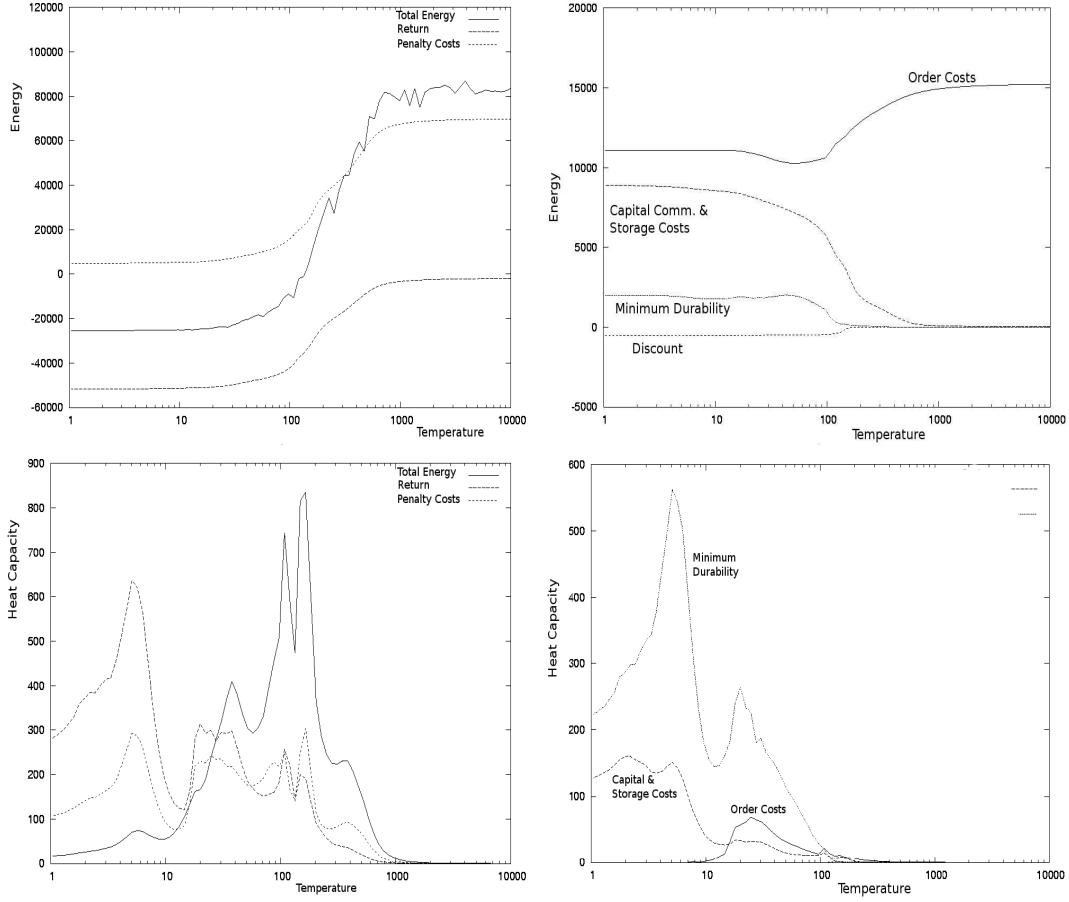 120000
100000
80000
60000
40000
20000
0
-20000
-40000
-60000
Energy
Total Energy
Return
Penalty Costs
1
10
100
1000
10000
Temperature
20000
15000
10000
5000
0
-5000
Energy
Order Costs
Capital Comm. &
Storage Costs
Minimum Durability
Discount
1
10
100
1000
10000
Temperature
900
800
700
600
500
400
300
200
100
0
Heat Capacity
Total Energy
Return
Penalty Costs
1
10
100
1000
10000
Temperature
600
500
400
300
200
100
0
Heat Capacity
Minimum
Durability
Capital &
Storage Costs
Order Costs
1
10
100
1000
10000
Temperature